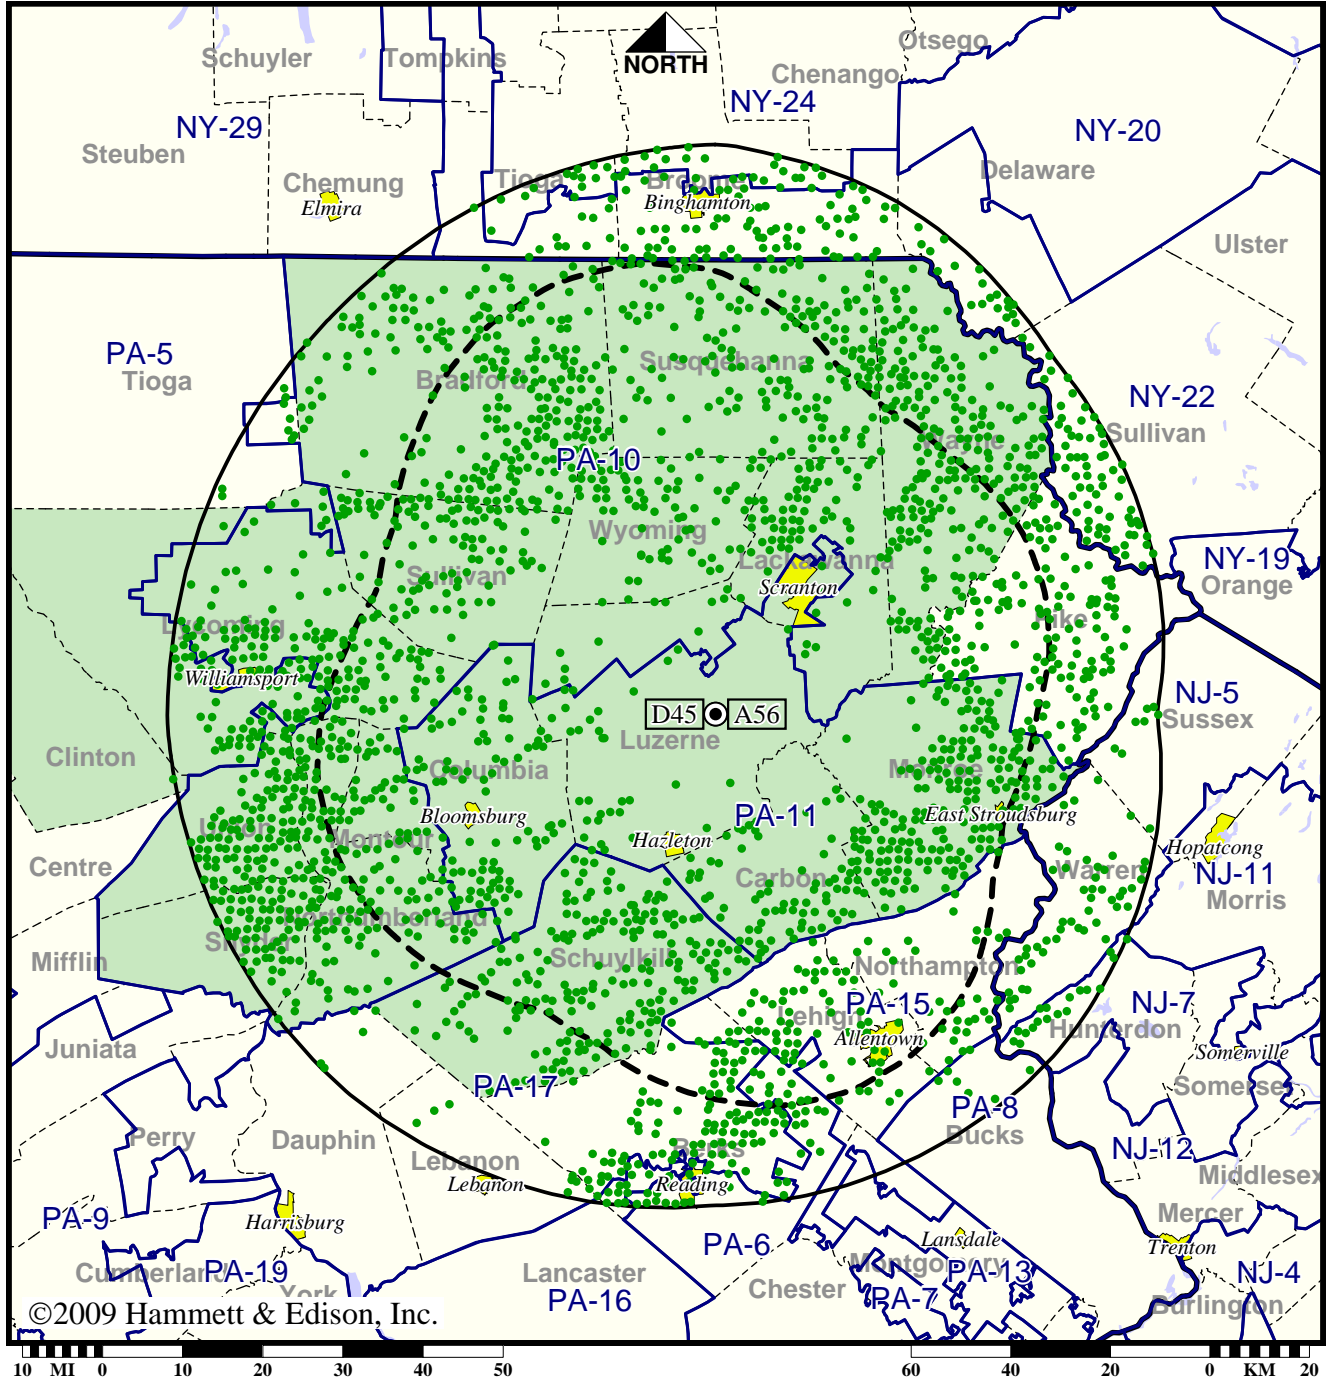 Otsego
Schuyler
Tompkins
NORTH
Chenango
NY-24
NY-29
NY-20
Steuben
Delaware
Chemung
Tioga
Broome
Elmira
Binghamton
Ulster
PA-5
Tioga
Susquehanna
Bradford
NY-22
Sullivan
Wayne
PA-10
Wyoming
Lackawanna
NY-19
Sullivan
Scranton
Orange
Lycoming
Pike
Williamsport
NJ-5
D45
A56
Sussex
Luzerne
Clinton
Columbia
Monroe
Bloomsburg
PA-11
East Stroudsburg
Union
Montour
Hazleton
Hopatcong
Centre
Carbon
Warren
NJ-11
Morris
Northumberland
Snyder
Mifflin
Schuylkill
Northampton
PA-15
NJ-7
Lehigh
Hunterdon
Allentown
Juniata
Somerville
PA-17
Somerset
PA-8
Perry
Dauphin
Bucks
Berks
NJ-12
Lebanon
Middlesex
Lebanon
Reading
PA-9
Harrisburg
Mercer
PA-6
Lansdale
Trenton
Cumberland
PA-19
Lancaster
Montgomery
PA-13
NJ-4
York
Chester
PA-16
PA-7
Burlington
©2009 Hammett & Edison, Inc.
10 MI 0 10 20 30 40 50 60 40 20 0 KM 20